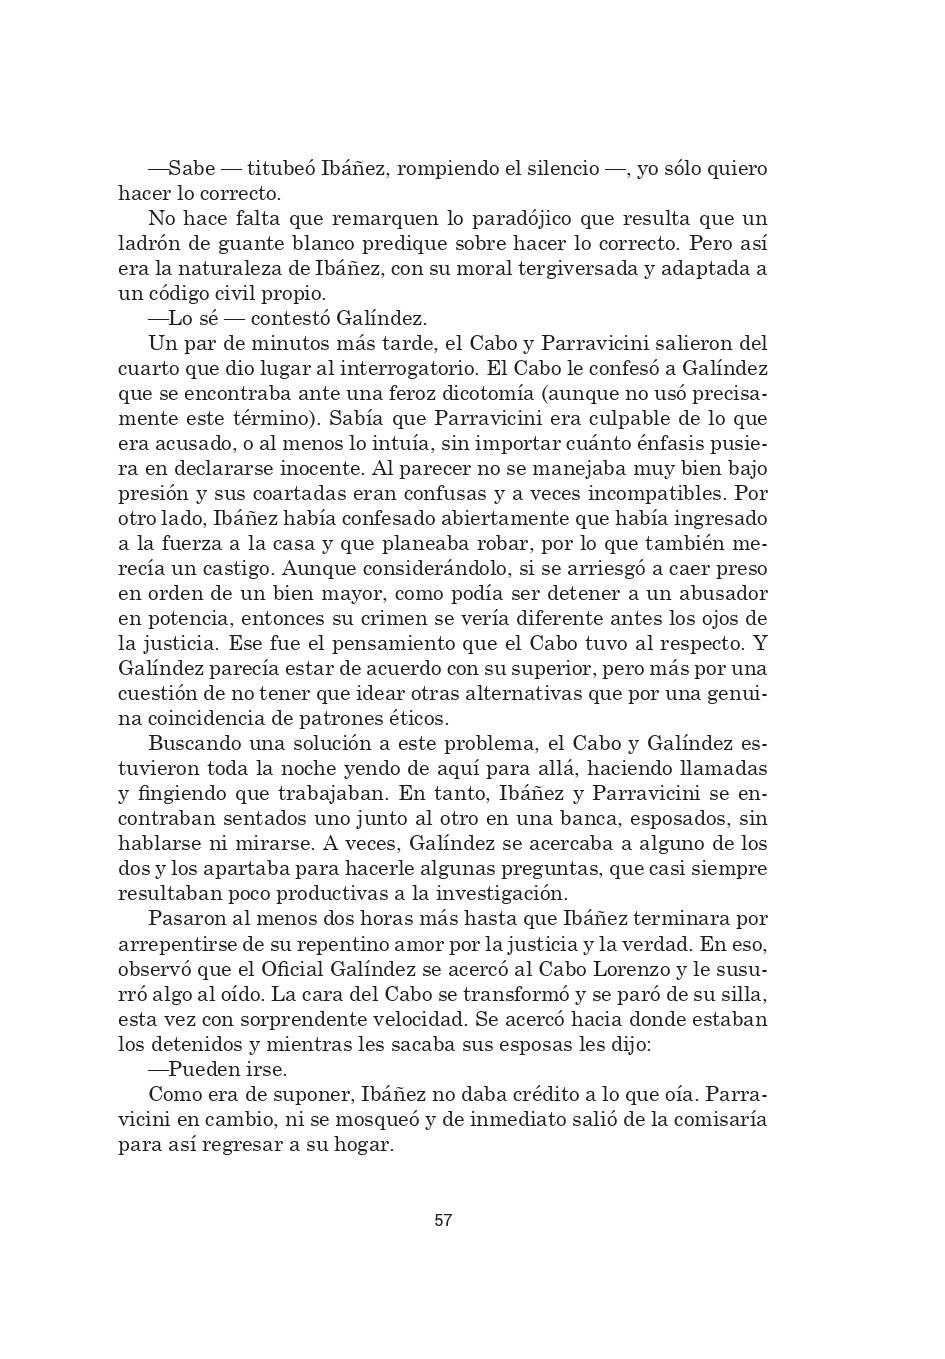 —Sabe — titubeó Ibáñez, rompiendo el silencio —, yo sólo quiero
hacer lo correcto.
No hace falta que remarquen lo paradójico que resulta que un
ladrón de guante blanco predique sobre hacer lo correcto. Pero así
era la naturaleza de Ibáñez, con su moral tergiversada y adaptada a
un código civil propio.
—Lo sé — contestó Galíndez.
Un par de minutos más tarde, el Cabo y Parravicini salieron del
cuarto que dio lugar al interrogatorio. El Cabo le confesó a Galíndez
que se encontraba ante una feroz dicotomía (aunque no usó precisa-
mente este término). Sabía que Parravicini era culpable de lo que
era acusado, o al menos lo intuía, sin importar cuánto énfasis pusie-
ra en declararse inocente. Al parecer no se manejaba muy bien bajo
presión y sus coartadas eran confusas y a veces incompatibles. Por
otro lado, Ibáñez había confesado abiertamente que había ingresado
a la fuerza a la casa y que planeaba robar, por lo que también me-
recía un castigo. Aunque considerándolo, si se arriesgó a caer preso
en orden de un bien mayor, como podía ser detener a un abusador
en potencia, entonces su crimen se vería diferente antes los ojos de
la justicia. Ese fue el pensamiento que el Cabo tuvo al respecto. Y
Galíndez parecía estar de acuerdo con su superior, pero más por una
cuestión de no tener que idear otras alternativas que por una genui-
na coincidencia de patrones éticos.
Buscando una solución a este problema, el Cabo y Galíndez es-
tuvieron toda la noche yendo de aquí para allá, haciendo llamadas
y fingiendo que trabajaban. En tanto, Ibáñez y Parravicini se en-
contraban sentados uno junto al otro en una banca, esposados, sin
hablarse ni mirarse. A veces, Galíndez se acercaba a alguno de los
dos y los apartaba para hacerle algunas preguntas, que casi siempre
resultaban poco productivas a la investigación.
Pasaron al menos dos horas más hasta que Ibáñez terminara por
arrepentirse de su repentino amor por la justicia y la verdad. En eso,
observó que el Oficial Galíndez se acercó al Cabo Lorenzo y le susu-
rró algo al oído. La cara del Cabo se transformó y se paró de su silla,
esta vez con sorprendente velocidad. Se acercó hacia donde estaban
los detenidos y mientras les sacaba sus esposas les dijo:
—Pueden irse.
Como era de suponer, Ibáñez no daba crédito a lo que oía. Parra-
vicini en cambio, ni se mosqueó y de inmediato salió de la comisaría
para así regresar a su hogar.
57